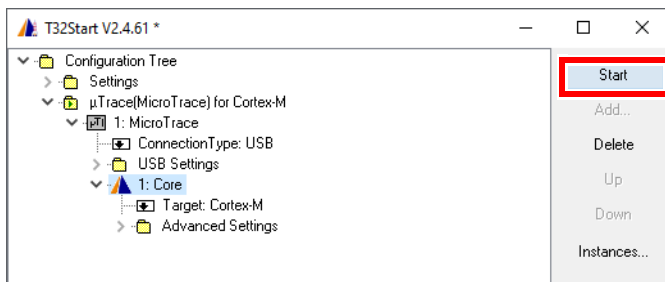 T32Start V2.4.61 *
Configuration Tree
Settings
µTrace(MicroTrace) for Cortex-M
µTI 1: MicroTrace
ConnectionType: USB
USB Settings
1: Core
Target: Cortex-M
Advanced Settings
Start
Add...
Delete
Up
Down
Instances...